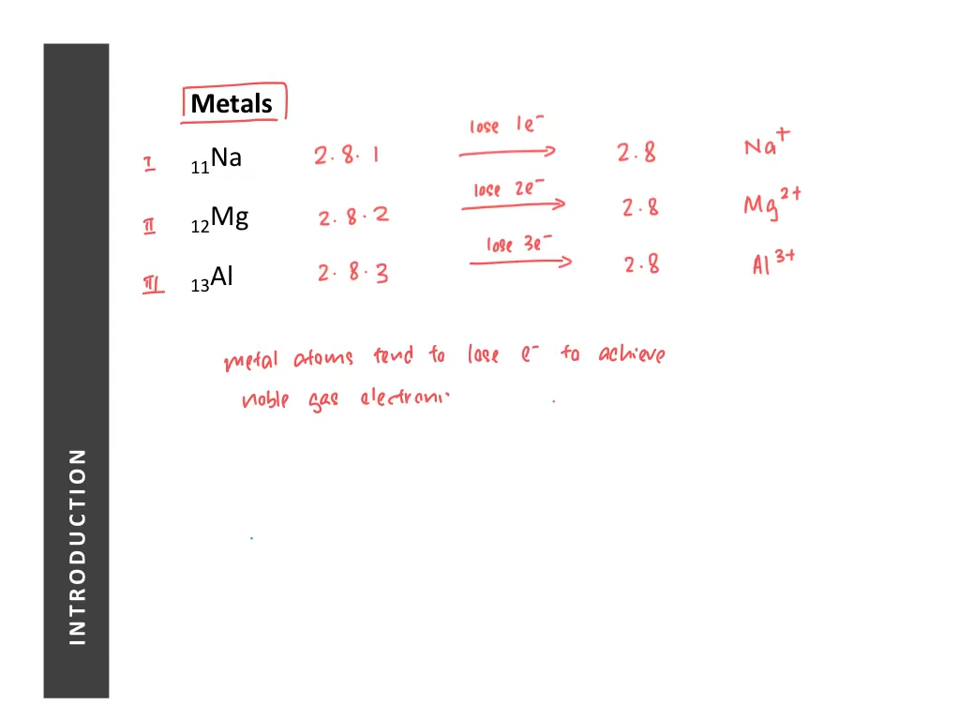 INTRODUCTION
Metals
lose 1e⁻
I ₁₁Na 2.8.1 2.8 Na⁺
lose 2e⁻
II ₁₂Mg 2.8.2 2.8 Mg²⁺
lose 3e⁻
III ₁₃Al 2.8.3 2.8 Al³⁺
metal atoms tend to lose e⁻ to achieve
noble gas electroni